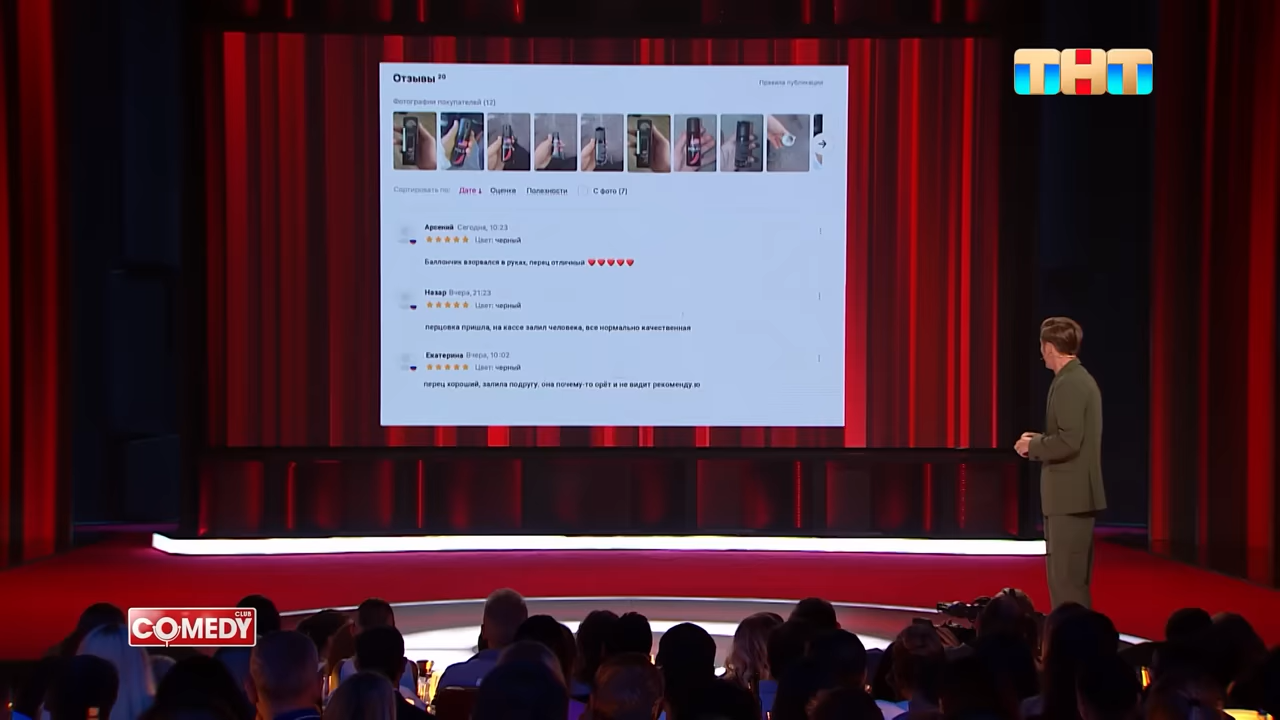 Отзывы 20
Правила публикации
Фотографии покупателей (12)
Сортировать по: Дате ↓ Оценке Полезности С фото (7)
Арсений Сегодня, 10:23
Цвет: черный
Баллончик взорвался в руках, перец отличный ❤❤❤❤❤
Назар Вчера, 21:23
Цвет: черный
перцовка пришла, на кассе залил человека, все нормально качественная
Екатерина Вчера, 10:02
Цвет: черный
перец хороший, залила подругу. она почему-то орёт и не видит рекоменду.ю
ТНТ
COMEDY
CLUB